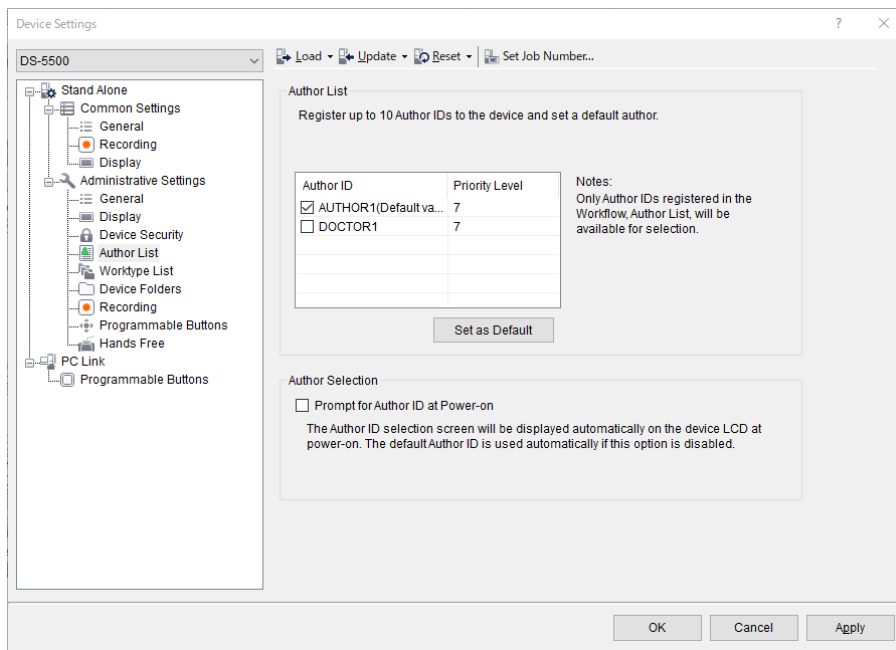 Device Settings
?
DS-5500
Load
Update
Reset
Set Job Number...
Stand Alone
Common Settings
General
Recording
Display
Administrative Settings
General
Display
Device Security
Author List
Worktype List
Device Folders
Recording
Programmable Buttons
Hands Free
PC Link
Programmable Buttons
Author List
Register up to 10 Author IDs to the device and set a default author.
Author ID Priority Level
AUTHOR1(Default va... 7
DOCTOR1 7
Notes:
Only Author IDs registered in the
Workflow, Author List, will be
available for selection.
Set as Default
Author Selection
Prompt for Author ID at Power-on
The Author ID selection screen will be displayed automatically on the device LCD at
power-on. The default Author ID is used automatically if this option is disabled.
OK
Cancel
Apply